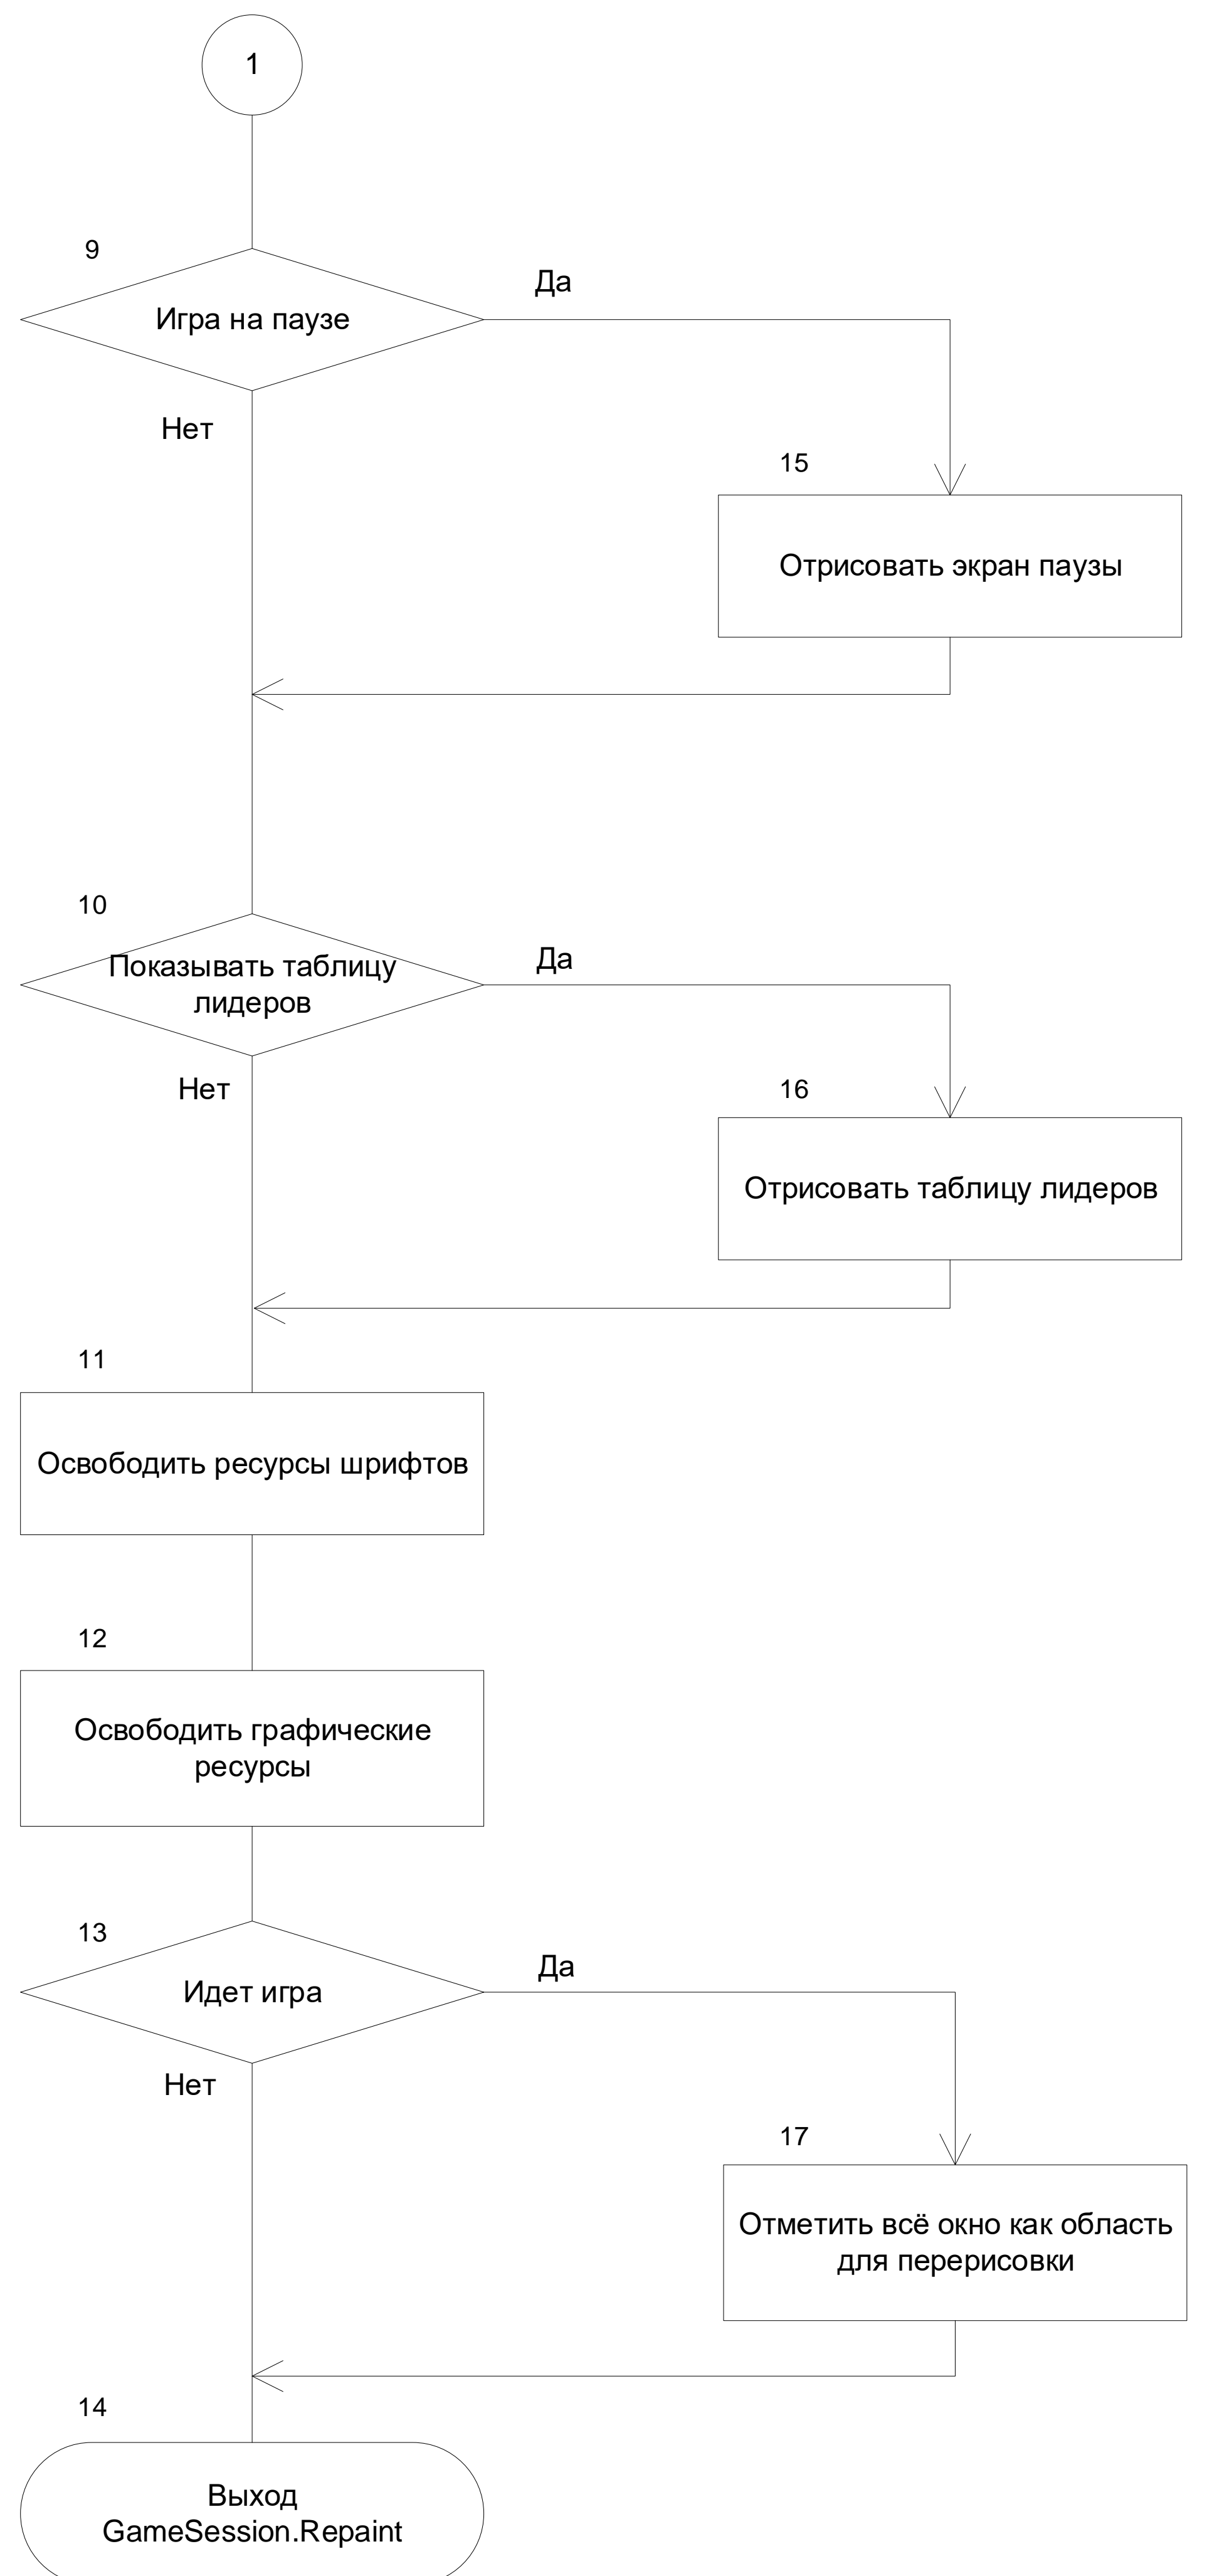 1
9
Игра на паузе
Да
Нет
15
Отрисовать экран паузы
10
Показывать таблицу
лидеров
Да
Нет
16
Отрисовать таблицу лидеров
11
Освободить ресурсы шрифтов
12
Освободить графические
ресурсы
13
Идет игра
Да
Нет
17
Отметить всё окно как область
для перерисовки
14
Выход
GameSession.Repaint